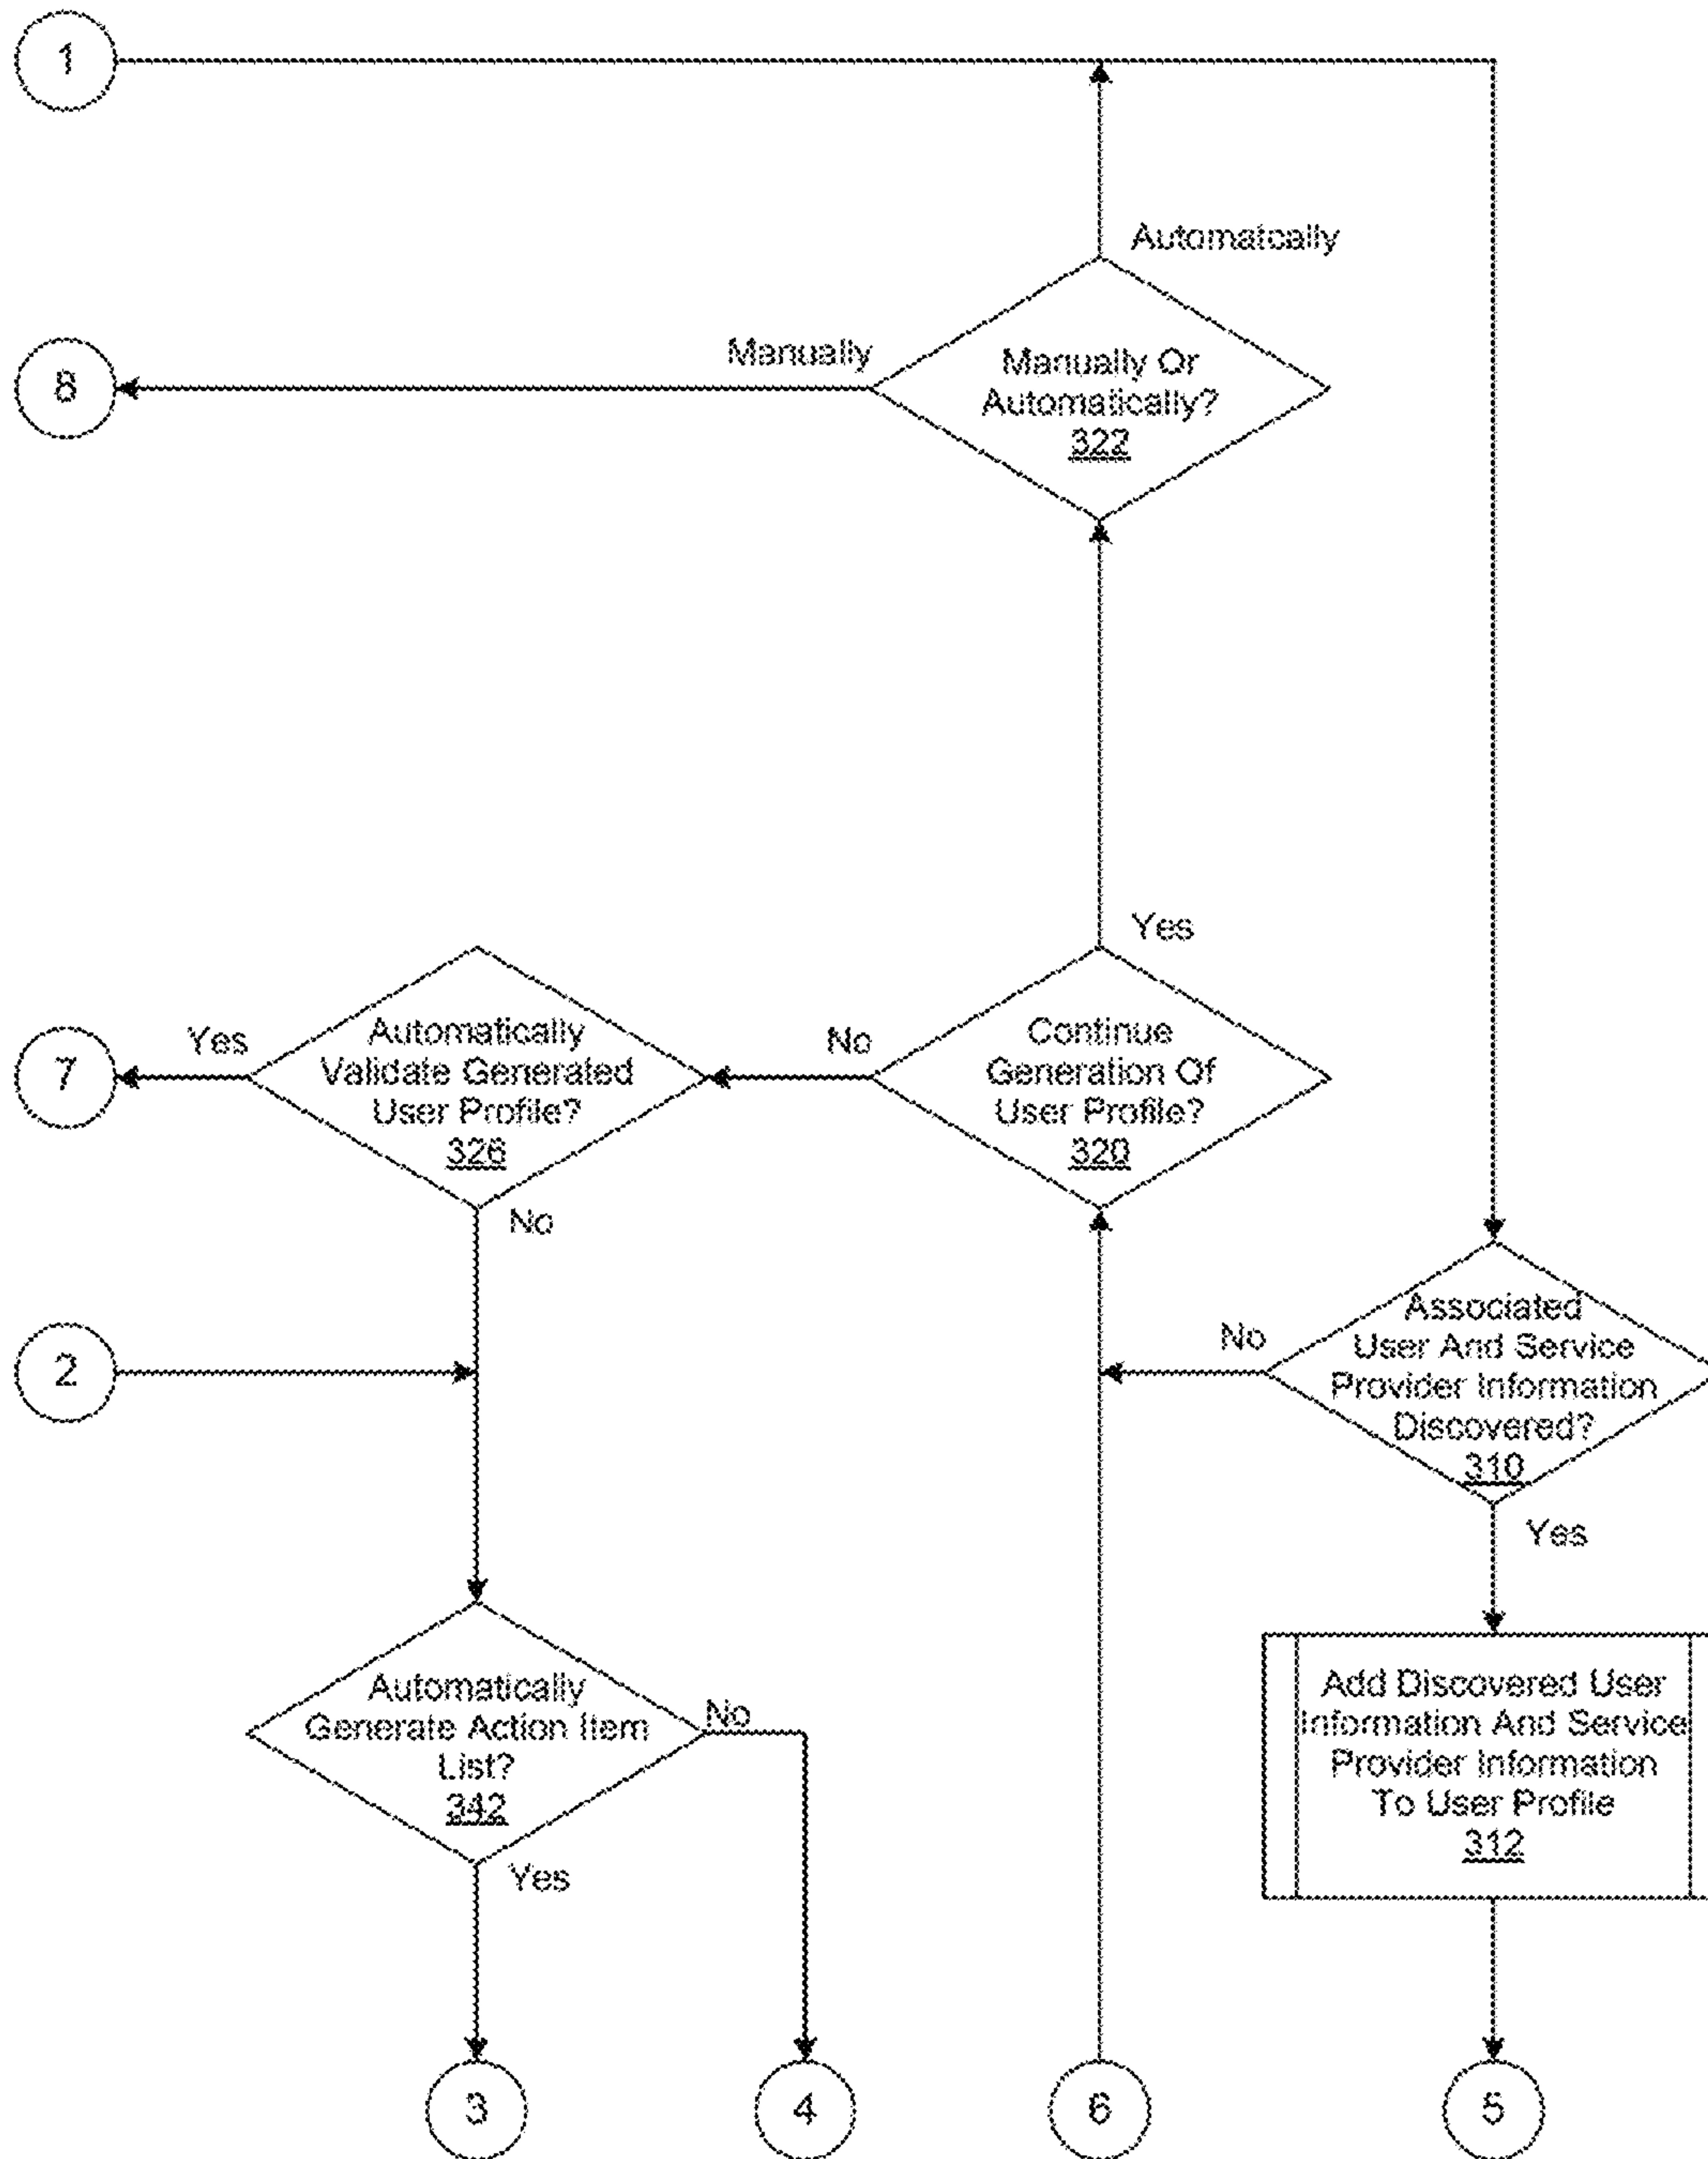 1
Automatcally
Manually
8
Manually Or
Automatically?
322
Yes
7
Yes
Automatically
Validate Generated
User Profile?
326
No
Continue
Generation Of
User Profile?
320
No
2
No
Associated
User And Service
Provider Information
Discovered?
310
Yes
Automatically
Generate Action Item
List?
342
No
Yes
Add Discovered User
Information And Service
Provider Information
To User Profile
312
3
4
6
5